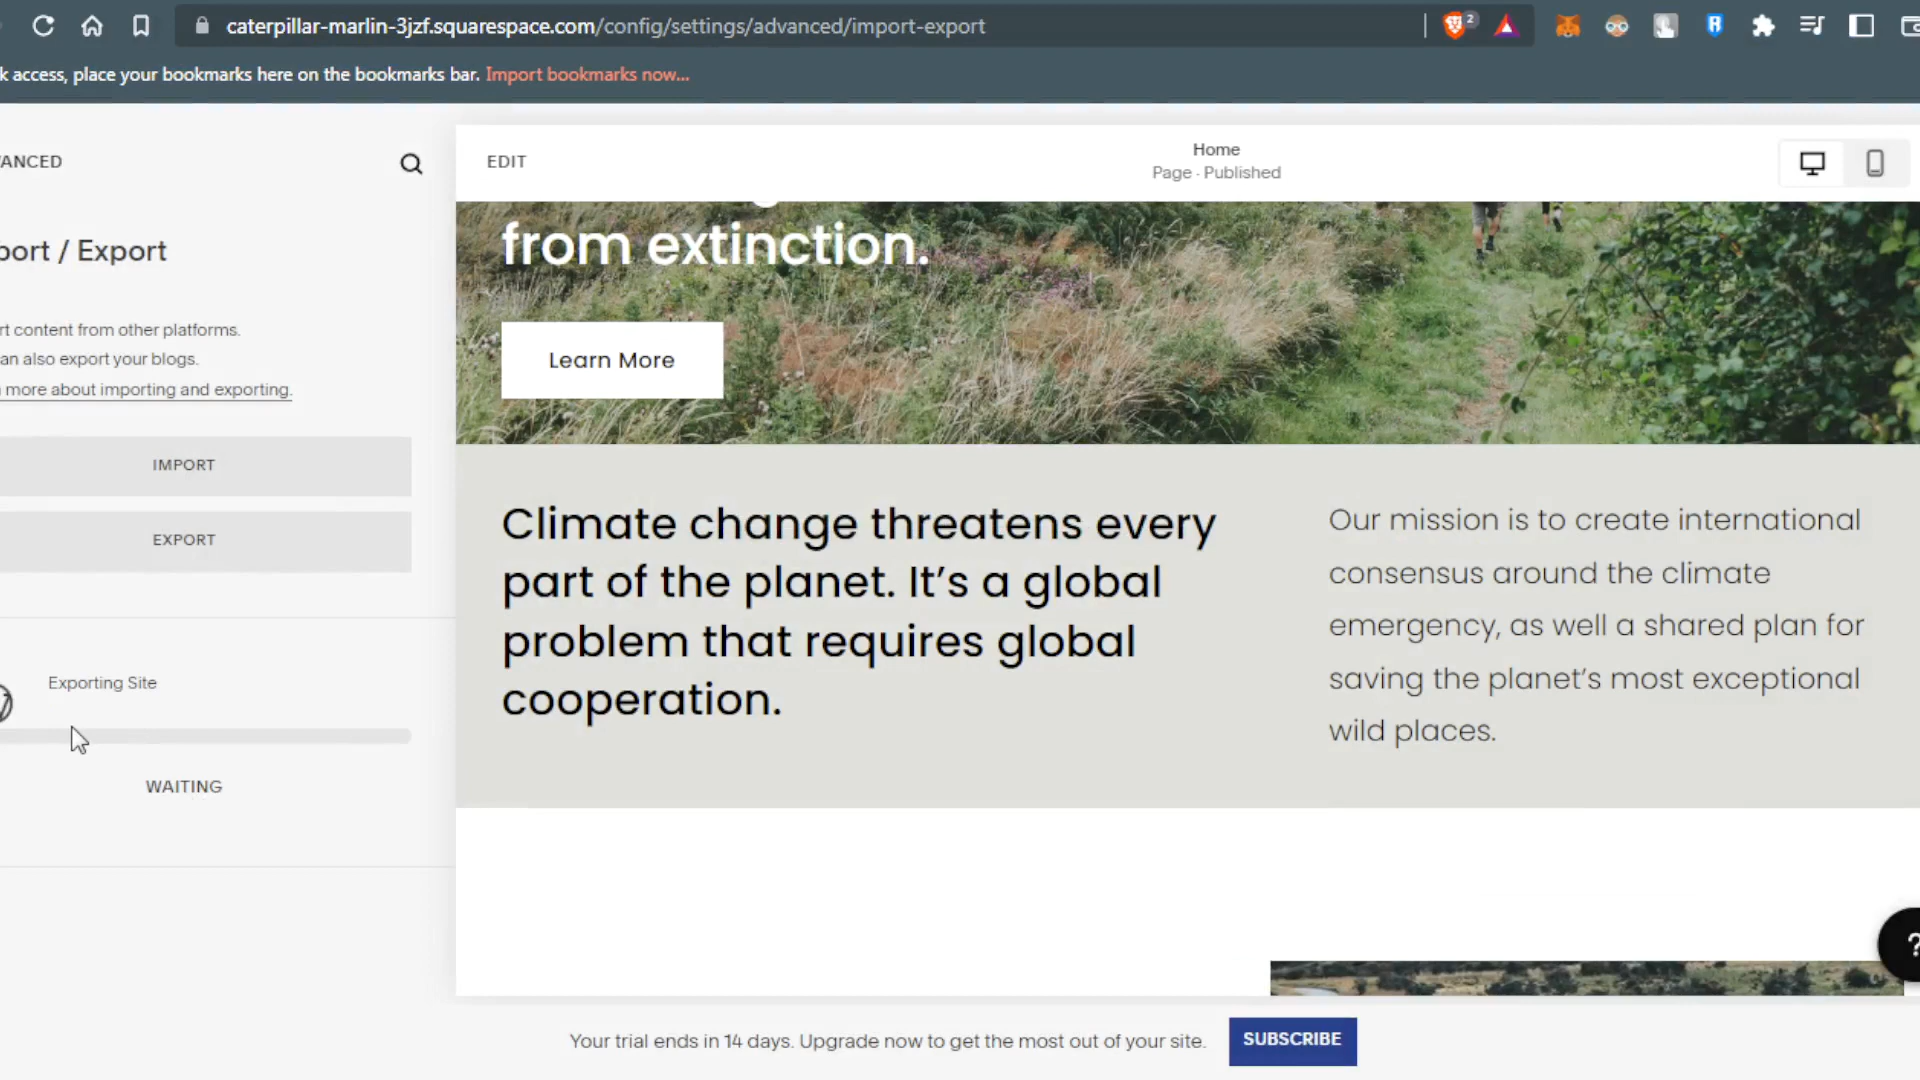 caterpillar-marlin-3jzf.squarespace.com/config/settings/advanced/import-export
2
k access, place your bookmarks here on the bookmarks bar. Import bookmarks now...
ANCED
EDIT
Home
Page · Published
port / Export
rt content from other platforms.
an also export your blogs.
more about importing and exporting.
IMPORT
EXPORT
Exporting Site
WAITING
from extinction.
Learn More
Climate change threatens every
part of the planet. It’s a global
problem that requires global
cooperation.
Our mission is to create international
consensus around the climate
emergency, as well a shared plan for
saving the planet’s most exceptional
wild places.
?
Your trial ends in 14 days. Upgrade now to get the most out of your site.
SUBSCRIBE